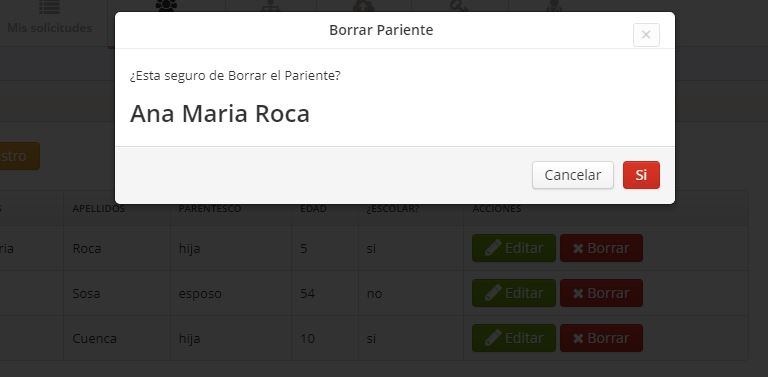 Mis solicitudes
Borrar Pariente
¿Esta seguro de Borrar el Pariente?
Ana Maria Roca
Cancelar Si
APELLIDOS PARENTESCO EDAD ¿ESCOLAR? ACCIONES
Roca hija 5 si Editar Borrar
Sosa esposo 54 no Editar Borrar
Cuenca hija 10 si Editar Borrar